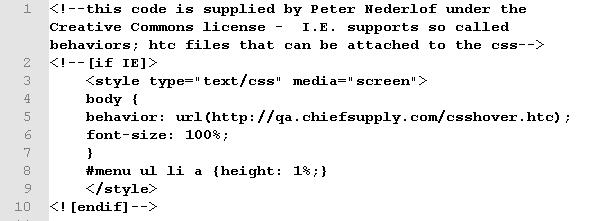 1 <!--this code is supplied by Peter Nederlof under the
Creative Commons license -  I.E. supports so called
behaviors; htc files that can be attached to the css-->
2 <!--[if IE]>
3 <style type="text/css" media="screen">
4 body {
5 behavior: url(http://qa.chiefsupply.com/csshover.htc);
6 font-size: 100%;
7 }
8 #menu ul li a {height: 1%;}
9 </style>
10 <![endif]-->